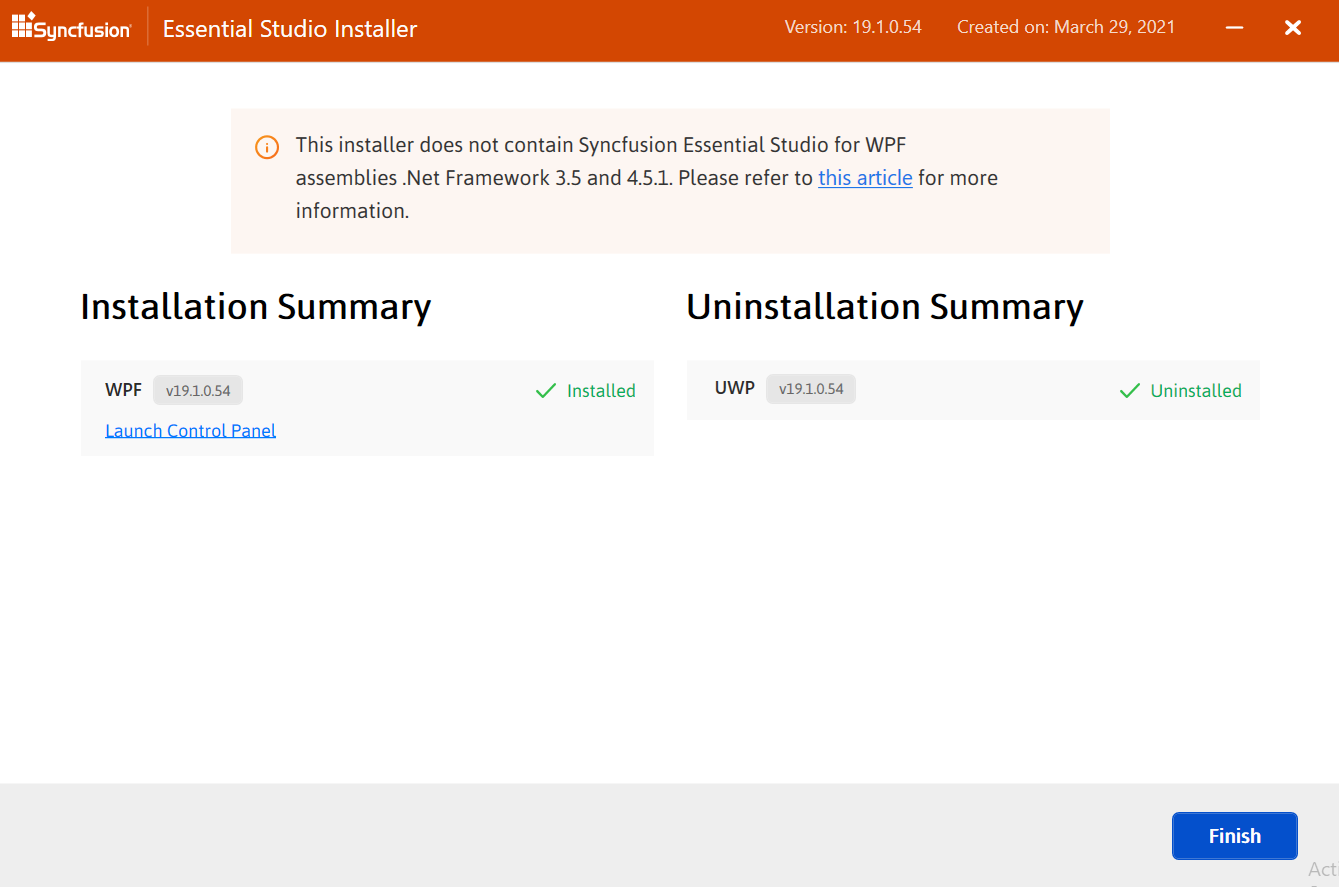 Syncfusion Essential Studio Installer Version: 19.1.0.54 Created on: March 29, 2021
This installer does not contain Syncfusion Essential Studio for WPF
assemblies .Net Framework 3.5 and 4.5.1. Please refer to this article for more
information.
Installation Summary
WPF v19.1.0.54 Installed
Launch Control Panel
Uninstallation Summary
UWP v19.1.0.54 Uninstalled
Finish